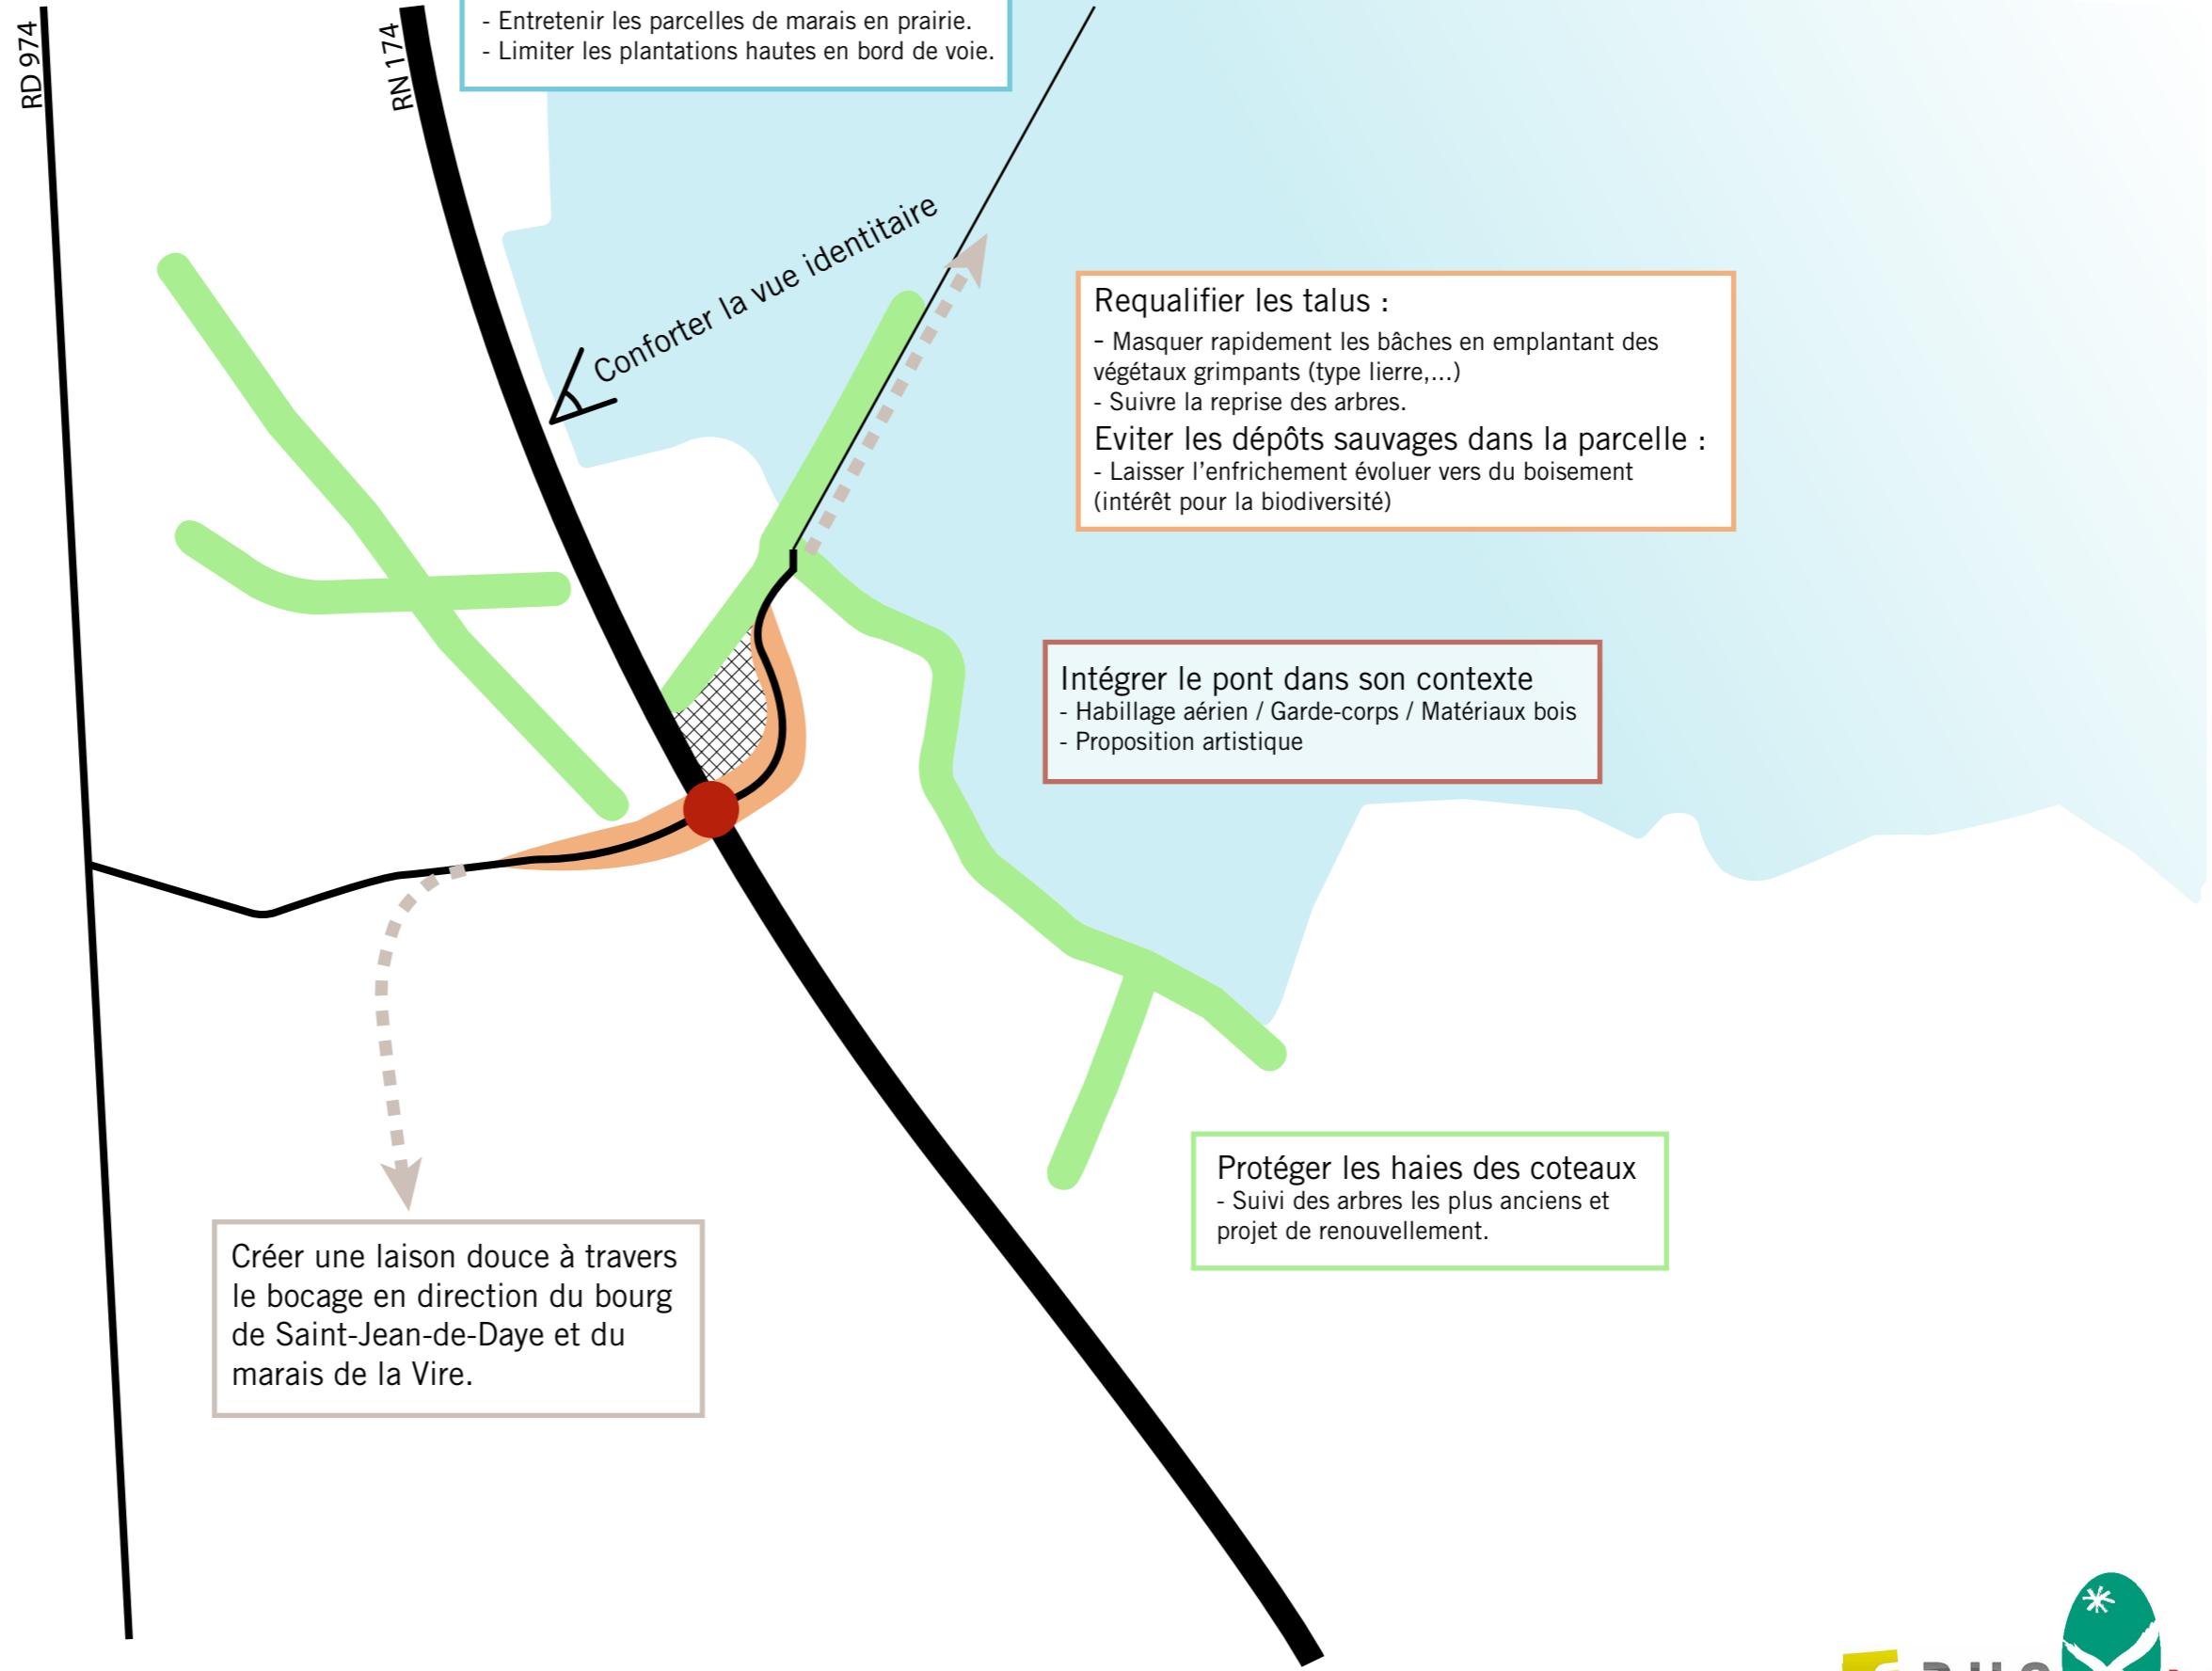 RD 974
RN 174
- Entretenir les parcelles de marais en prairie.
- Limiter les plantations hautes en bord de voie.
Conforter la vue identitaire
Requalifier les talus :
- Masquer rapidement les bâches en emplantant des
végétaux grimpants (type lierre,...)
- Suivre la reprise des arbres.
Eviter les dépôts sauvages dans la parcelle :
- Laisser l'enfrichement évoluer vers du boisement
(intérêt pour la biodiversité)
Intégrer le pont dans son contexte
- Habillage aérien / Garde-corps / Matériaux bois
- Proposition artistique
Protéger les haies des coteaux
- Suivi des arbres les plus anciens et
projet de renouvellement.
Créer une laison douce à travers
le bocage en direction du bourg
de Saint-Jean-de-Daye et du
marais de la Vire.